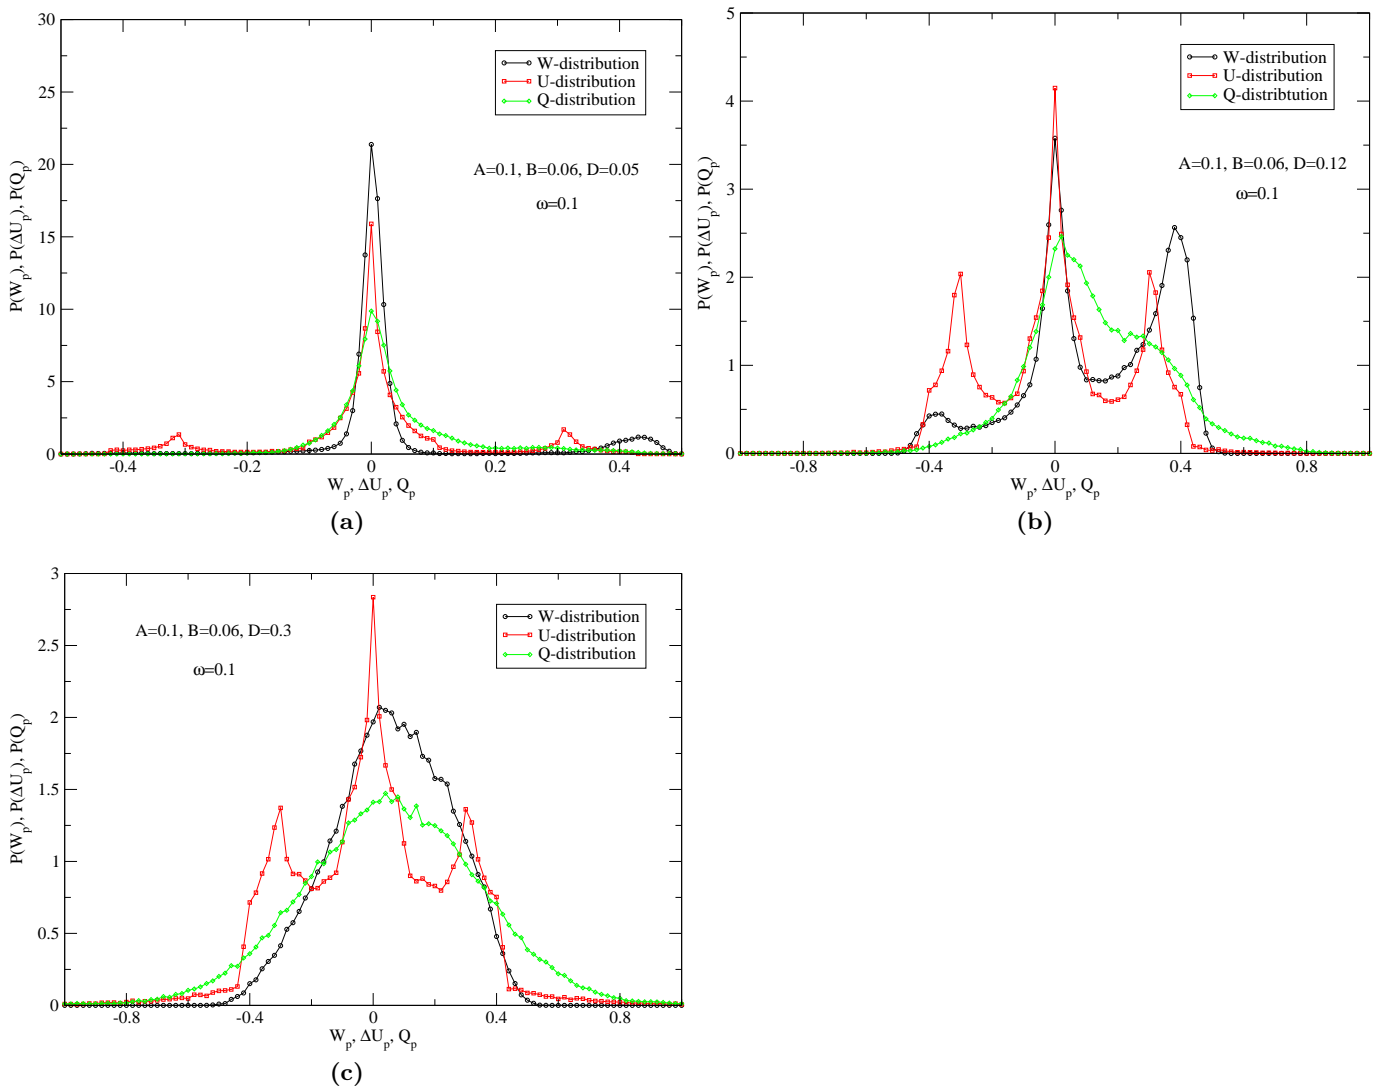 30
25
20
15
10
5
0
P(W_p), P(ΔU_p), P(Q_p)
W-distribution
U-distribution
Q-distribution
A=0.1, B=0.06, D=0.05
ω=0.1
-0.4 -0.2 0 0.2 0.4
W_p, ΔU_p, Q_p
(a)
5
4
3
2
1
0
P(W_p), P(ΔU_p), P(Q_p)
W-distribution
U-distribution
Q-distribtution
A=0.1, B=0.06, D=0.12
ω=0.1
-0.8 -0.4 0 0.4 0.8
W_p, ΔU_p, Q_p
(b)
3
2.5
2
1.5
1
0.5
0
P(W_p), P(ΔU_p), P(Q_p)
A=0.1, B=0.06, D=0.3
ω=0.1
W-distribution
U-distribution
Q-distribution
-0.8 -0.4 0 0.4 0.8
W_p, ΔU_p, Q_p
(c)